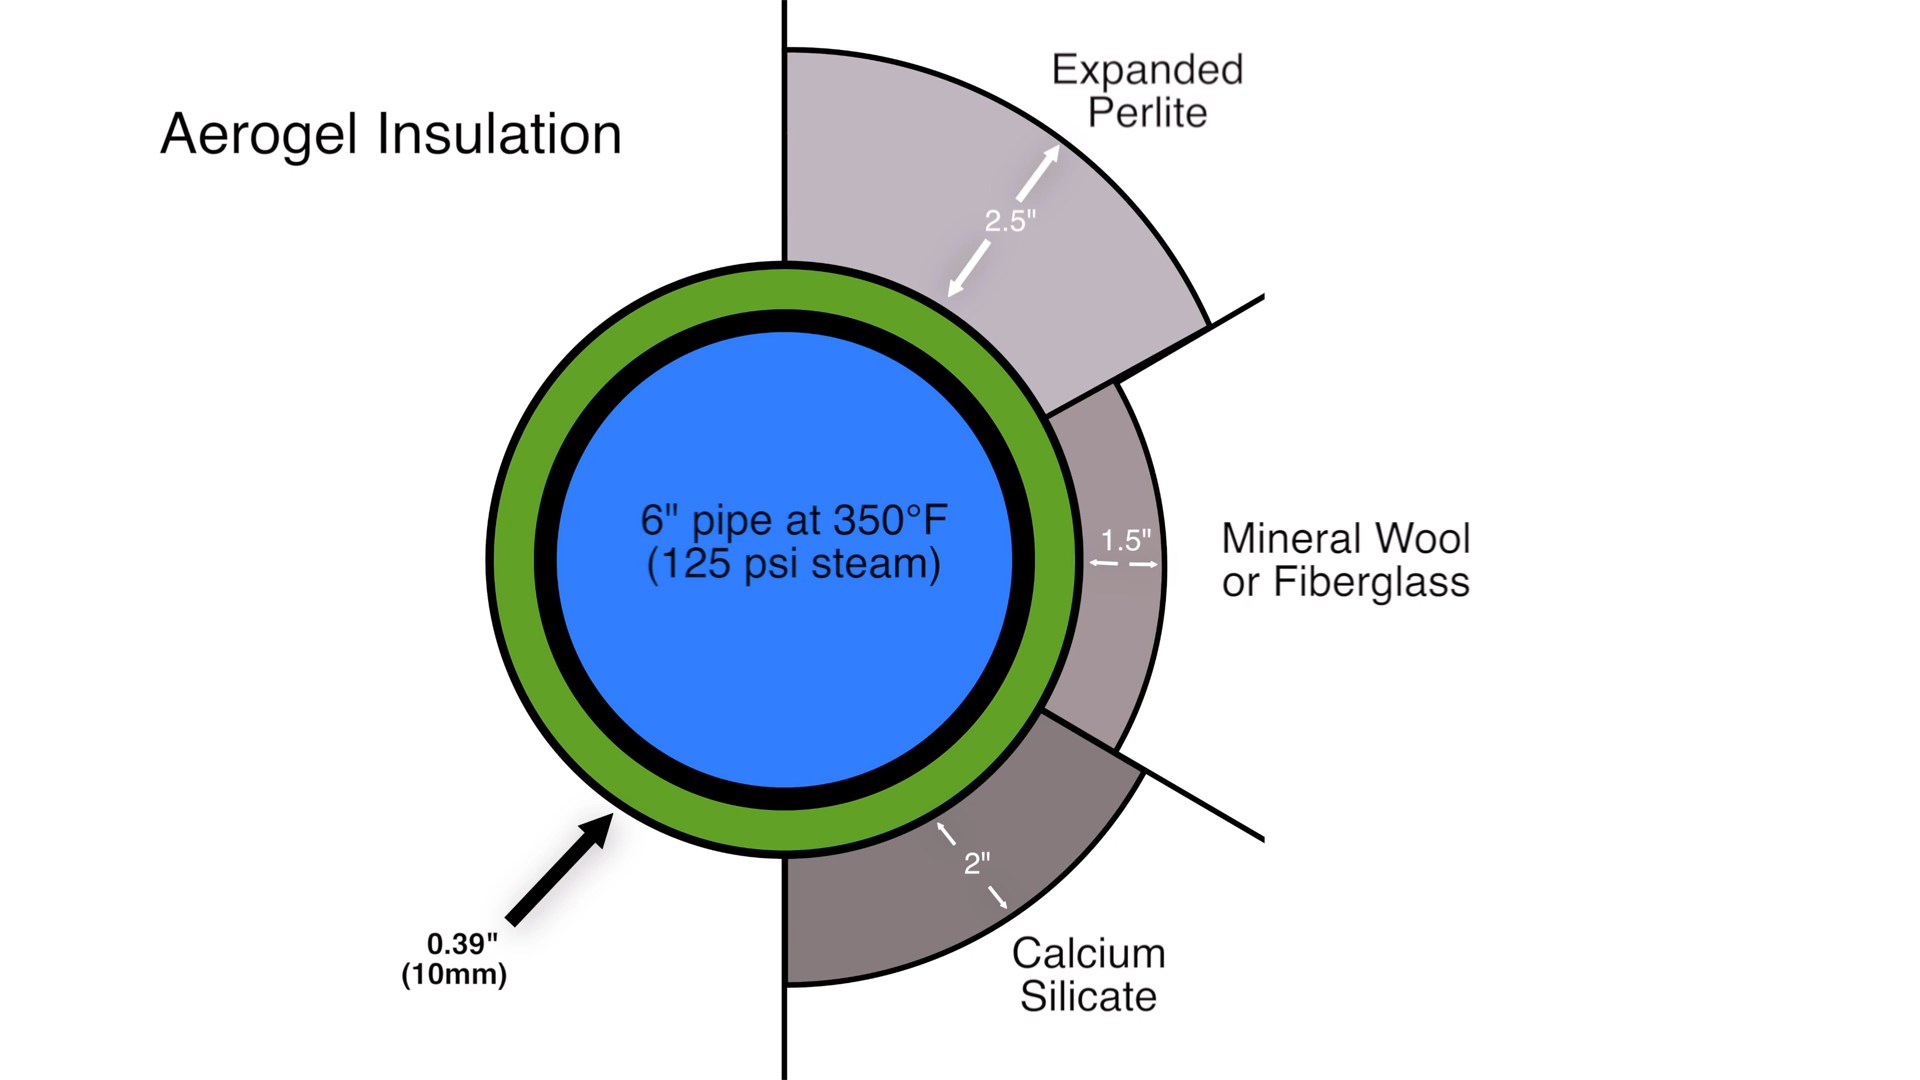 Aerogel Insulation
Expanded
Perlite
2.5"
6" pipe at 350°F
(125 psi steam)
1.5"
Mineral Wool
or Fiberglass
2"
0.39"
(10mm)
Calcium
Silicate